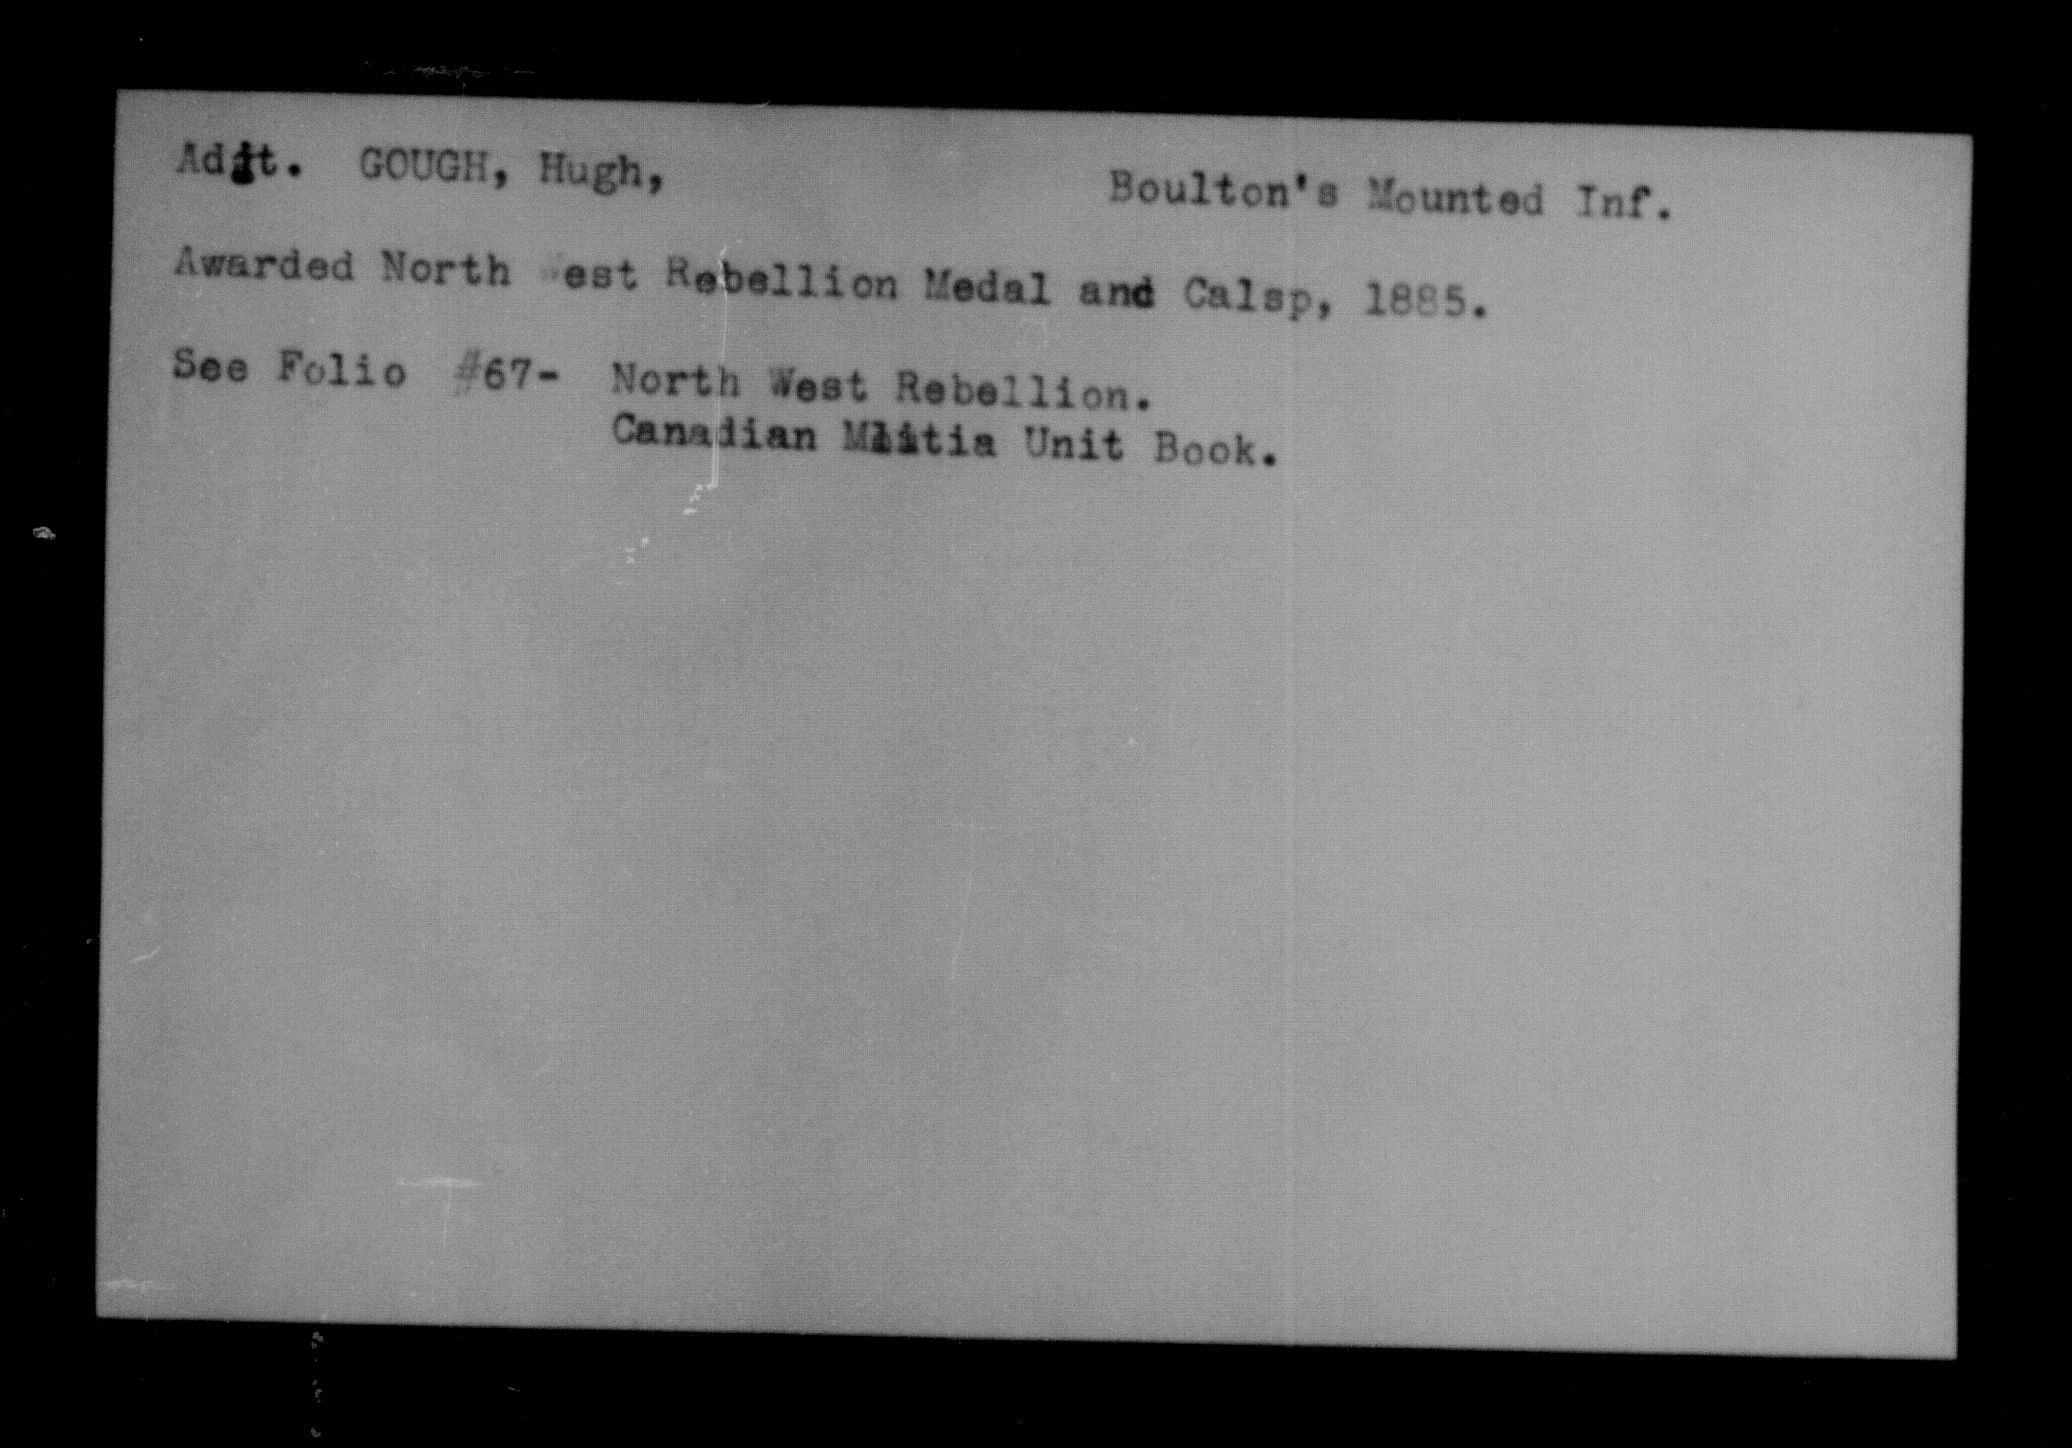 Adjt. GOUGH, Hugh, Boulton's Mounted Inf.
Awarded North West Rebellion Medal and Calsp, 1885.
See Folio #67- North West Rebellion.
Canadian Militia Unit Book.